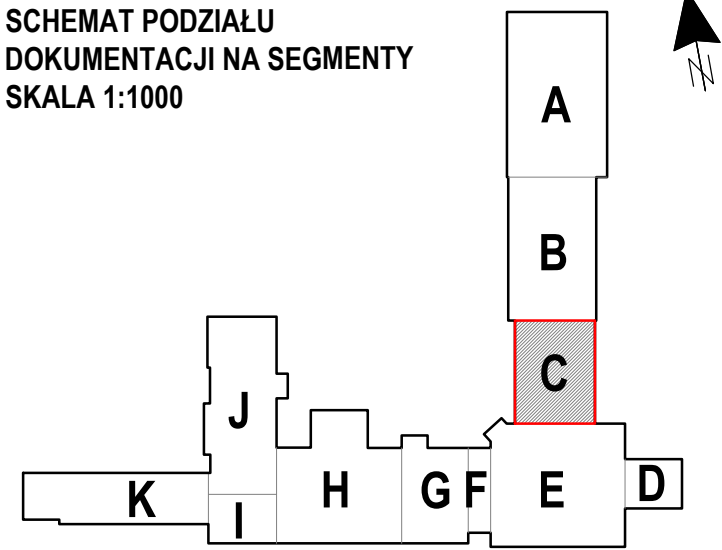 SCHEMAT PODZIAŁU
DOKUMENTACJI NA SEGMENTY
SKALA 1:1000
N
A
B
C
J
K
I
H
G
F
E
D